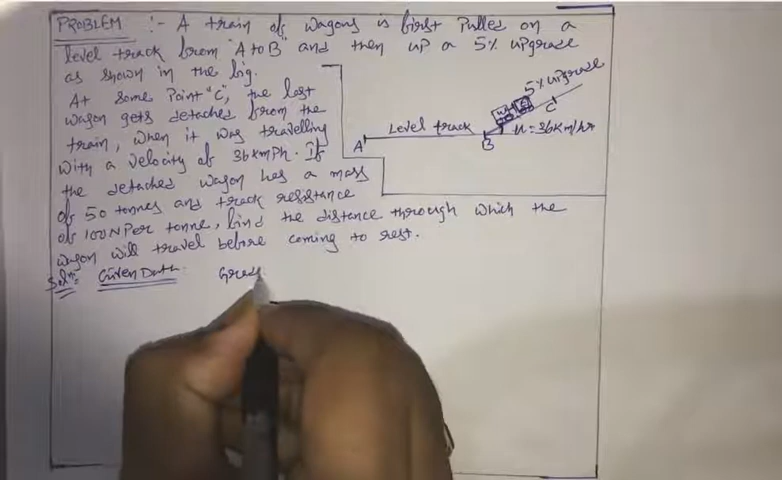 PROBLEM :- A train of wagons is first pulled on a
level track from "A to B" and then up a 5% upgrade
as shown in the fig.
At some Point "C", the last
wagon gets detached from the
train, when it was travelling
with a velocity of 36kmph. If
the detached wagon has a mass
of 50 tonnes and track resistance
of 100N Per tonne, find the distance through which the
wagon will travel before coming to rest.
Soln: Given Data: Grad
5% upgrade
Level track
A
B
C
u = 36Km/hr